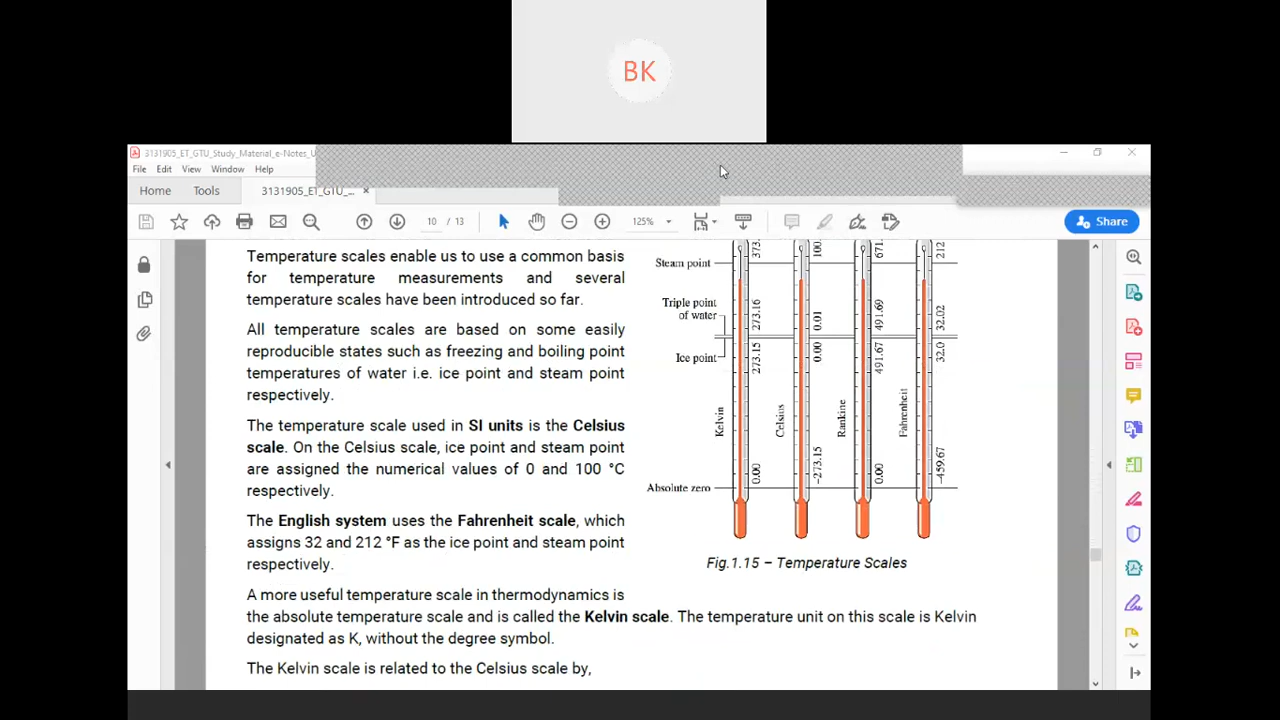 BK
3131905_ET_GTU_Study_Material_e-Notes_U
File Edit View Window Help
Home Tools 3131905_ET_GTU_... ×
10 / 13 125% Share
Temperature scales enable us to use a common basis
for temperature measurements and several
temperature scales have been introduced so far.
All temperature scales are based on some easily
reproducible states such as freezing and boiling point
temperatures of water i.e. ice point and steam point
respectively.
The temperature scale used in SI units is the Celsius
scale. On the Celsius scale, ice point and steam point
are assigned the numerical values of 0 and 100 °C
respectively.
The English system uses the Fahrenheit scale, which
assigns 32 and 212 °F as the ice point and steam point
respectively.
A more useful temperature scale in thermodynamics is
the absolute temperature scale and is called the Kelvin scale. The temperature unit on this scale is Kelvin
designated as K, without the degree symbol.
The Kelvin scale is related to the Celsius scale by,
373. 100. 671. 212
Steam point
Triple point
of water
273.16 0.01 491.69 32.02
Ice point
273.15 0.00 491.67 32.0
Kelvin Celsius Rankine Fahrenheit
0.00 –273.15 0.00 –459.67
Absolute zero
Fig.1.15 – Temperature Scales